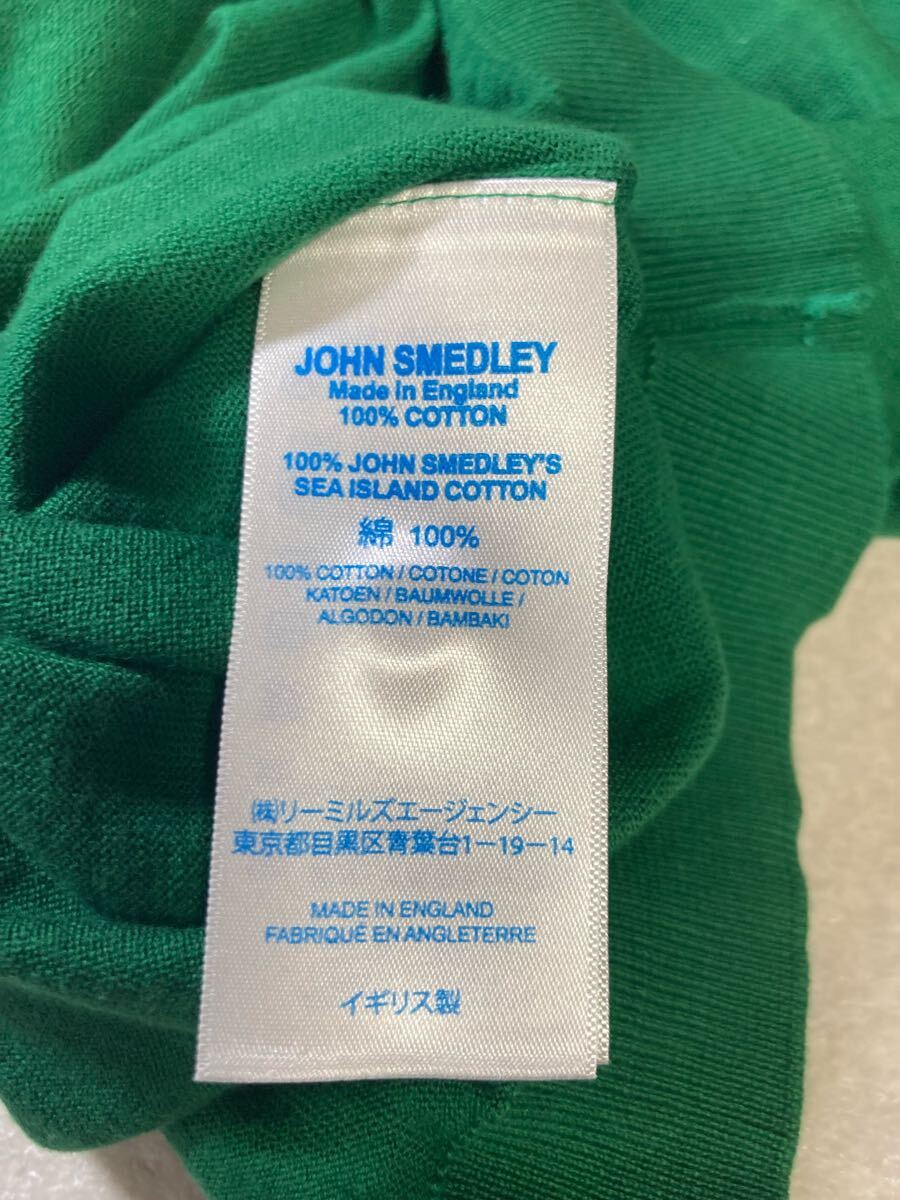 JOHN SMEDLEY
Made in England
100% COTTON
100% JOHN SMEDLEY'S
SEA ISLAND COTTON
綿 100%
100% COTTON / COTONE / COTON
KATOEN / BAUMWOLLE /
ALGODON / BAMBAKI
㈱リーミルズエージェンシー
東京都目黒区青葉台1−19−14
MADE IN ENGLAND
FABRIQUE EN ANGLETERRE
イギリス製